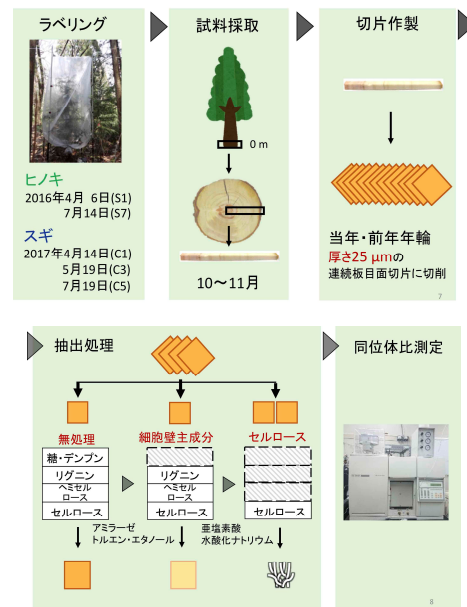 ラベリング
試料採取
切片作製
ヒノキ
2016年4月 6日(S1)
7月14日(S7)
スギ
2017年4月14日(C1)
5月19日(C3)
7月19日(C5)
0 m
10～11月
当年・前年年輪
厚さ25 μmの
連続板目面切片に切削
7
抽出処理
同位体比測定
無処理
細胞壁主成分
セルロース
糖・デンプン
リグニン
ヘミセル
ロース
セルロース
リグニン
ヘミセル
ロース
セルロース
セルロース
アミラーゼ
トルエン・エタノール
亜塩素酸
水酸化ナトリウム
8